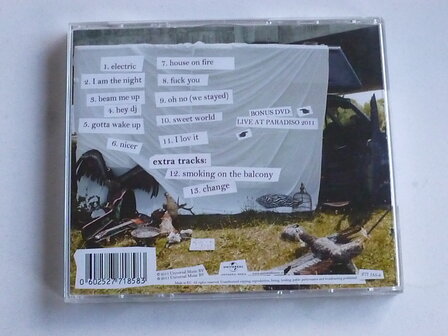 1. electric
2. I am the night
3. beam me up
4. hey dj
5. gotta wake up
6. nicer
7. house on fire
8. fuck you
9. oh no (we stayed)
10. sweet world
11. I lov it
extra tracks:
12. smoking on the balcony
13. change
BONUS DVD
LIVE AT PARADISO 2011
0 602527 718583
UNIVERSAL